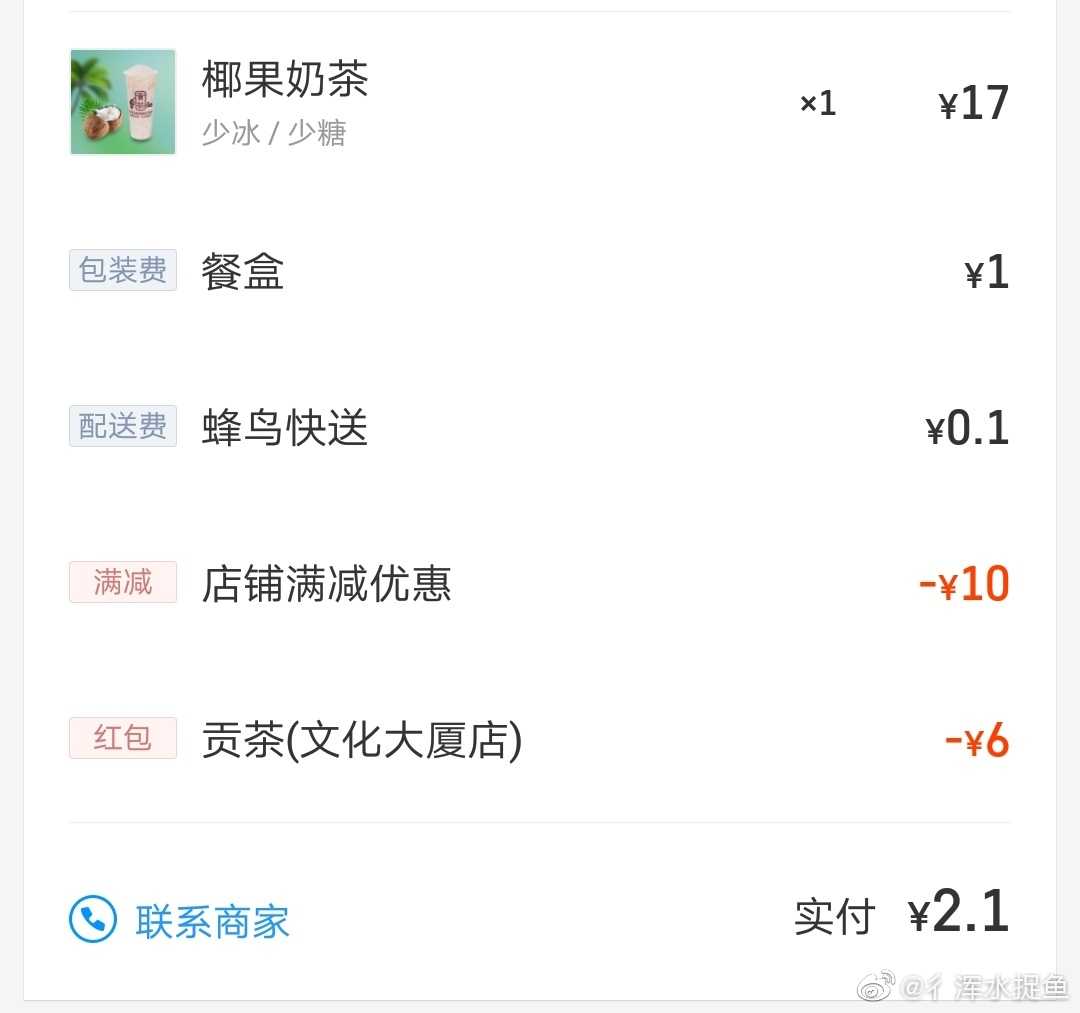 椰果奶茶 ×1 ¥17
少冰 / 少糖
包装费 餐盒 ¥1
配送费 蜂鸟快送 ¥0.1
满减 店铺满减优惠 -¥10
红包 贡茶(文化大厦店) -¥6
联系商家 实付 ¥2.1
@彳浑水捉鱼